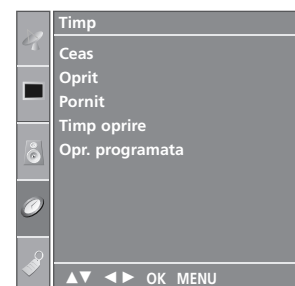 Timp
Ceas
Oprit
Pornit
Timp oprire
Opr. programata
▲▼ ◄► OK MENU